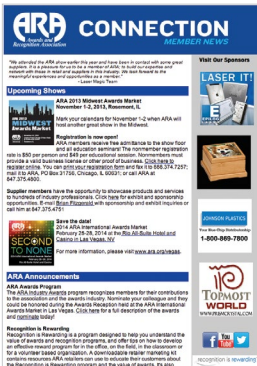 ARA
Awards and
Recognition Association
CONNECTION
MEMBER NEWS
"We attended the ARA show earlier this year and have been in contact with some great
suppliers. It is a pleasure for us to be a member of ARA; to build our expertise and
network with those in retail and suppliers in this industry. We look forward to the
meaningful experiences and opportunities as a member."
- Laser Magic Team
Upcoming Shows
ARA 2013 Midwest Awards Market
November 1-2, 2013, Rosemont, IL
Mark your calendars for November 1-2 when ARA will
host another great show in the Midwest.
Registration is now open!
ARA members receive free admissions to the show floor
and all education seminars! The nonmember registration
rate is $50 per person and $49 per educational session. Nonmembers must
provide a valid business license or other proof of business. Click here to
register online. You can print your registration form and fax it to 866.374.7257;
mail it to ARA, PO Box 31759, Chicago, IL 60631; or call ARA at
647.375.4800.
Supplier members have the opportunity to showcase products and services
to hundreds of industry professionals. Click here for exhibit and sponsorship
opportunities. E-mail Brian Fitzgerald with sponsorship and exhibit inquiries or
call him at 647.375.4751
Save the date!
2014 ARA International Awards Market
February 25-28, 2014 at the Rio All-Suite Hotel and
Casino in Las Vegas, NV
For more information, please visit www.ara.org/vegas.
SECOND
TO NONE
ARA Announcements
ARA Awards Program
The ARA Industry Awards program recognizes members for their contributions
to the association and the awards industry. Nominate your colleague and they
could be honored during the Awards Reception held at the ARA International
Awards Market in Las Vegas. Click here for a full description of the awards
and nominate today!
Recognition is Rewarding
Recognition is Rewarding is a program designed to help you understand the
value of awards and recognition programs, and offer tips on how to develop
an effective reward program for in the office, on the field, in the classroom or
for a volunteer based organization. A downloadable retailer marketing kit
contains resources ARA retailers can use to educate their customers about
the Recognition is Rewarding program and the value of awards. It's also
Visit Our Sponsors
LASER IT!
JOHNSON PLASTICS
1-800-869-7800
TOPMOST
WORLD
WWW.PREMCRYSTAL.COM
You Tube
recognition is rewarding